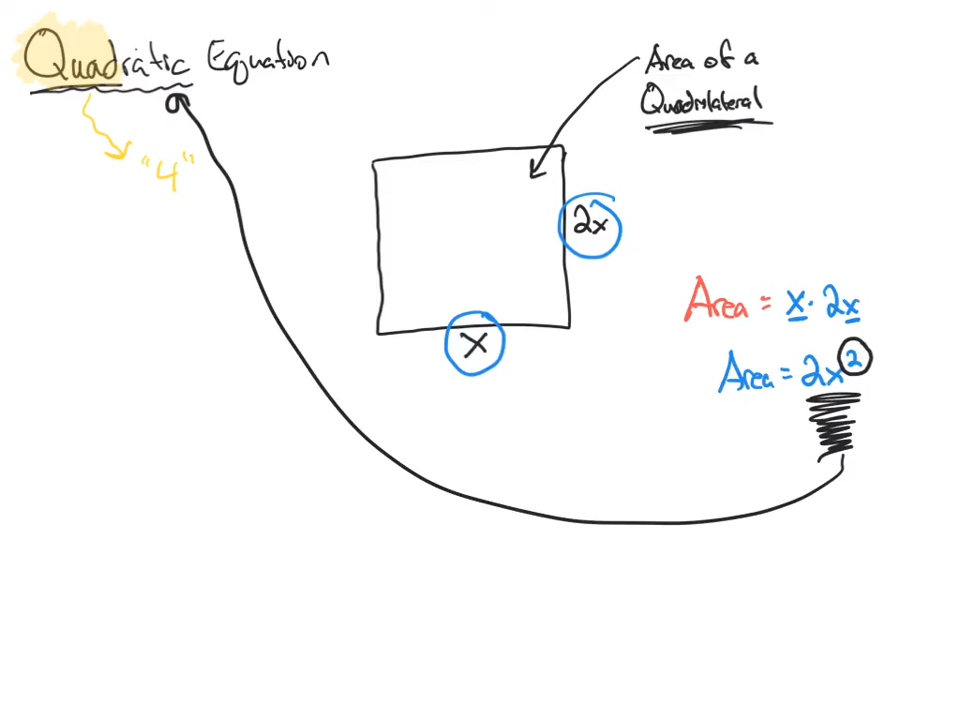 Quadratic Equation
"4"
Area of a
Quadrilateral
2x
x
Area = x · 2x
Area = 2x²